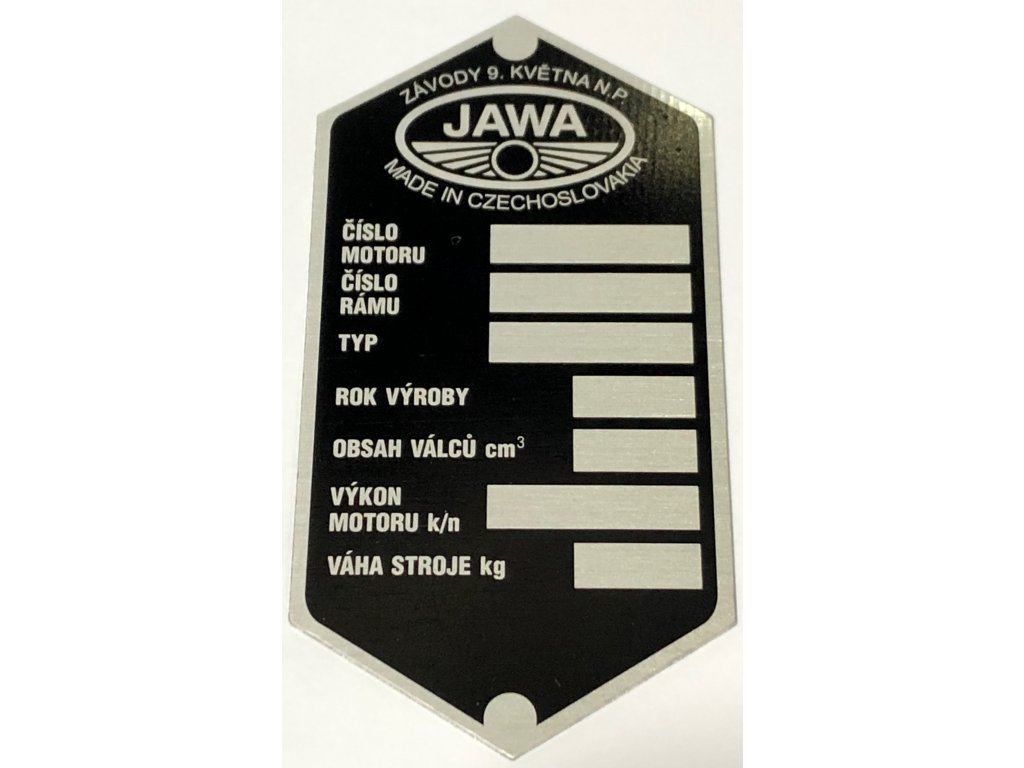 ZÁVODY 9. KVĚTNA N.P.
JAWA
MADE IN CZECHOSLOVAKIA
ČÍSLO
MOTORU
ČÍSLO
RÁMU
TYP
ROK VÝROBY
OBSAH VÁLCŮ cm³
VÝKON
MOTORU k/n
VÁHA STROJE kg